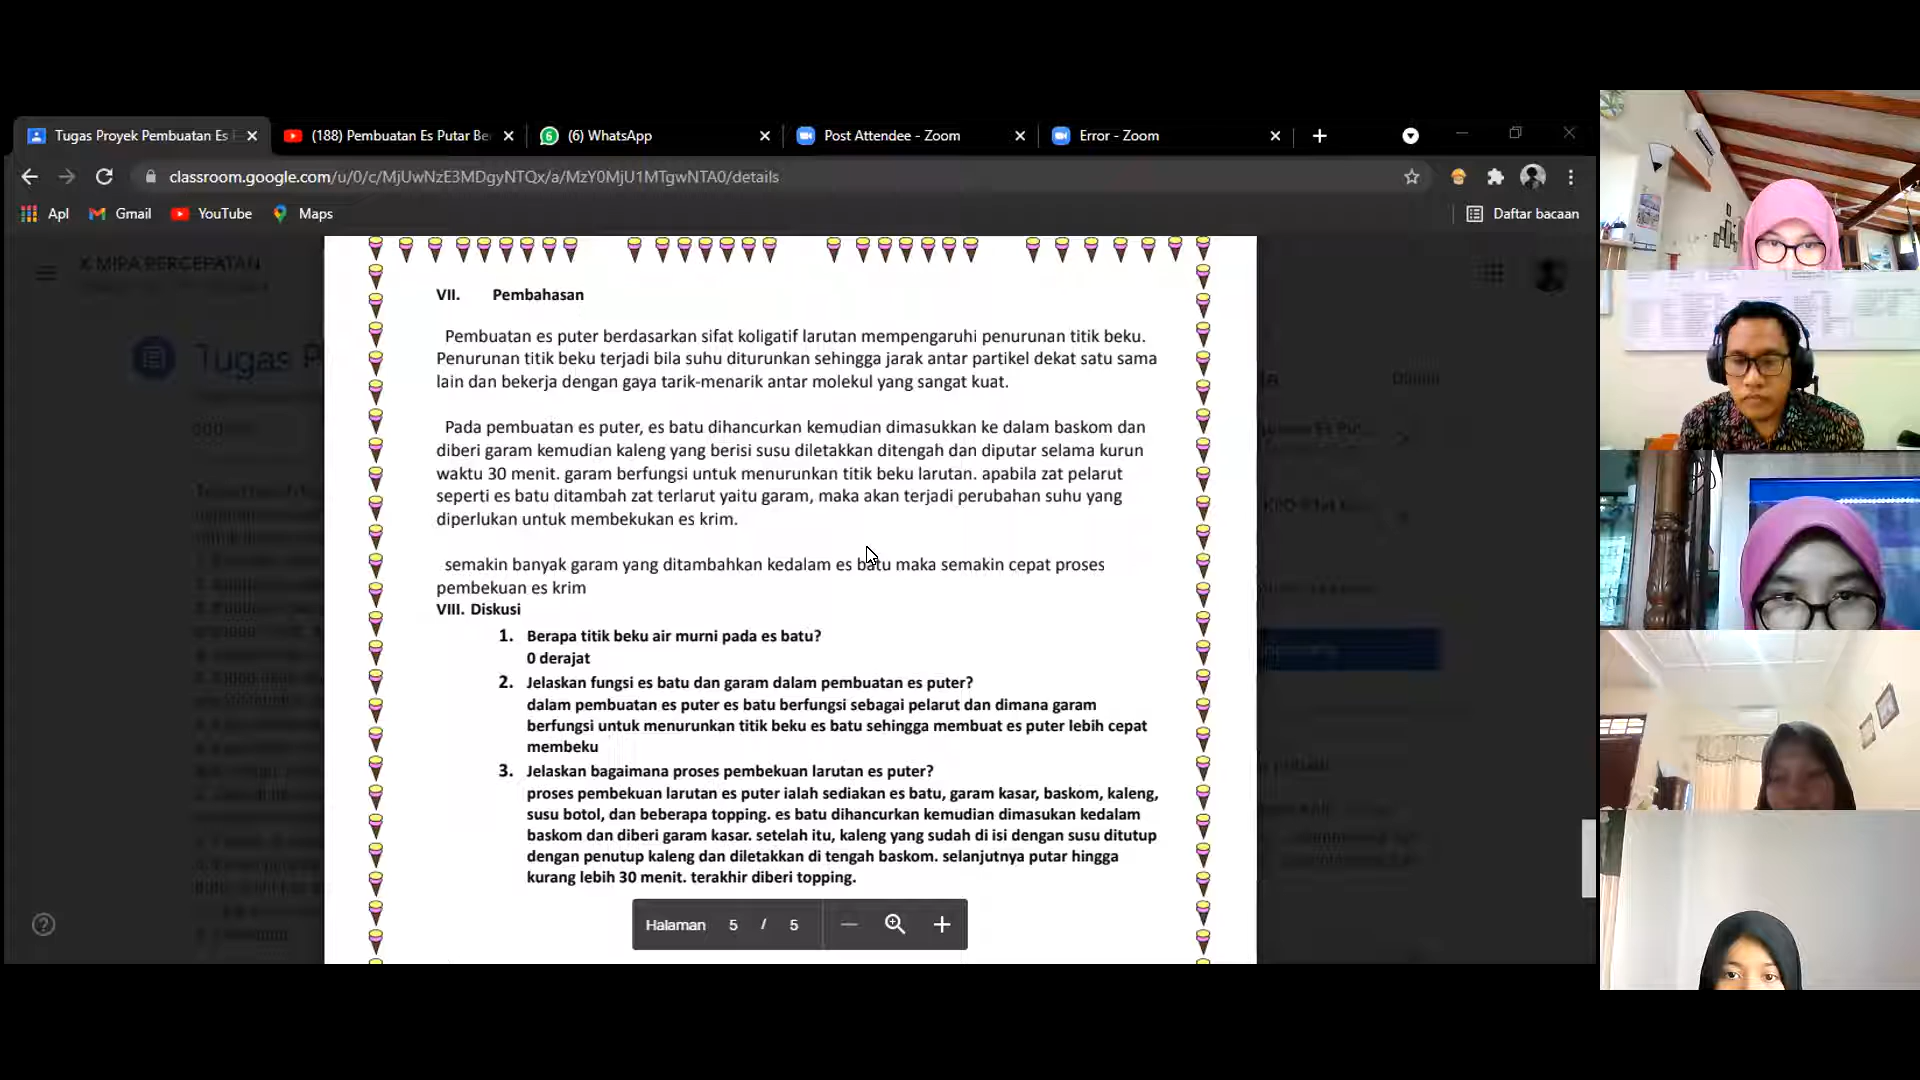 Tugas Proyek Pembuatan Es
(188) Pembuatan Es Putar Be
(6) WhatsApp
Post Attendee - Zoom
Error - Zoom
classroom.google.com/u/0/c/MjUwNzE3MDgyNTQx/a/MzY0MjU1MTgwNTA0/details
Apl
Gmail
YouTube
Maps
Daftar bacaan
X MIPA PERCEPATAN
Tugas P
VII. Pembahasan
Pembuatan es puter berdasarkan sifat koligatif larutan mempengaruhi penurunan titik beku.
Penurunan titik beku terjadi bila suhu diturunkan sehingga jarak antar partikel dekat satu sama
lain dan bekerja dengan gaya tarik-menarik antar molekul yang sangat kuat.
Pada pembuatan es puter, es batu dihancurkan kemudian dimasukkan ke dalam baskom dan
diberi garam kemudian kaleng yang berisi susu diletakkan ditengah dan diputar selama kurun
waktu 30 menit. garam berfungsi untuk menurunkan titik beku larutan. apabila zat pelarut
seperti es batu ditambah zat terlarut yaitu garam, maka akan terjadi perubahan suhu yang
diperlukan untuk membekukan es krim.
semakin banyak garam yang ditambahkan kedalam es batu maka semakin cepat proses
pembekuan es krim
VIII. Diskusi
1. Berapa titik beku air murni pada es batu?
0 derajat
2. Jelaskan fungsi es batu dan garam dalam pembuatan es puter?
dalam pembuatan es puter es batu berfungsi sebagai pelarut dan dimana garam
berfungsi untuk menurunkan titik beku es batu sehingga membuat es puter lebih cepat
membeku
3. Jelaskan bagaimana proses pembekuan larutan es puter?
proses pembekuan larutan es puter ialah sediakan es batu, garam kasar, baskom, kaleng,
susu botol, dan beberapa topping. es batu dihancurkan kemudian dimasukan kedalam
baskom dan diberi garam kasar. setelah itu, kaleng yang sudah di isi dengan susu ditutup
dengan penutup kaleng dan diletakkan di tengah baskom. selanjutnya putar hingga
kurang lebih 30 menit. terakhir diberi topping.
Halaman 5 / 5